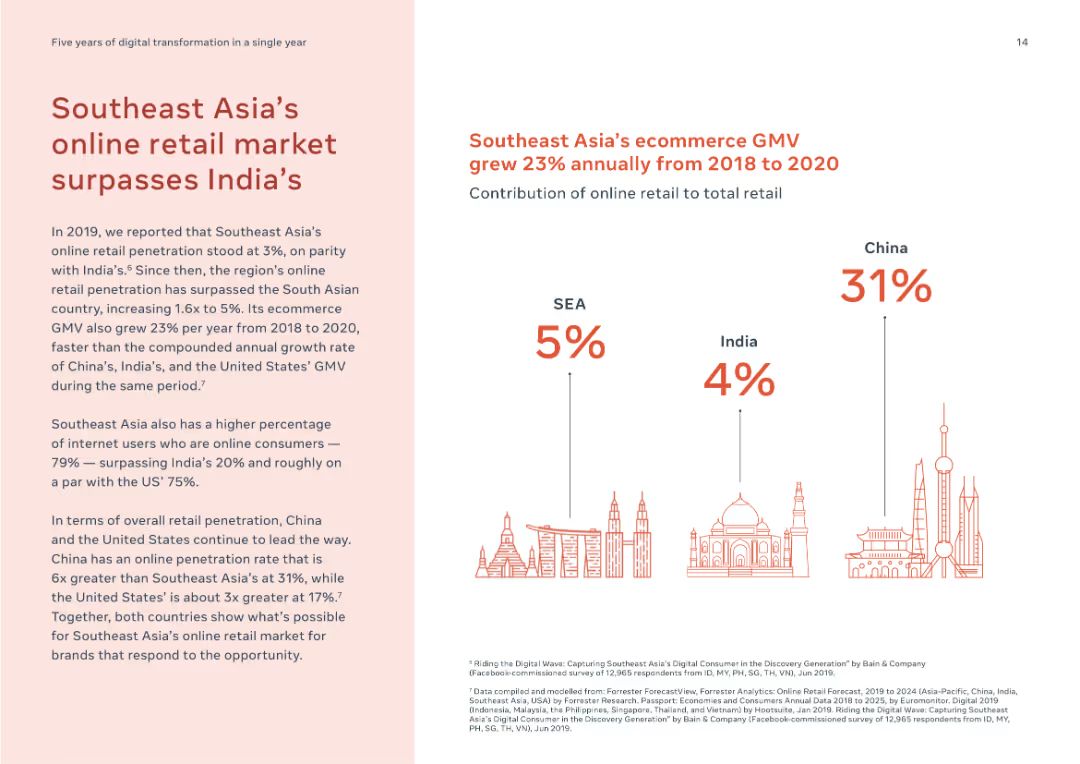 Five years of digital transformation in a single year
14
Southeast Asia's
online retail market
surpasses India's
In 2019, we reported that Southeast Asia's
online retail penetration stood at 3%, on parity
with India's.⁶ Since then, the region's online
retail penetration has surpassed the South Asian
country, increasing 1.6x to 5%. Its ecommerce
GMV also grew 23% per year from 2018 to 2020,
faster than the compounded annual growth rate
of China's, India's, and the United States' GMV
during the same period.⁷
Southeast Asia also has a higher percentage
of internet users who are online consumers —
79% — surpassing India's 20% and roughly on
a par with the US' 75%.
In terms of overall retail penetration, China
and the United States continue to lead the way.
China has an online penetration rate that is
6x greater than Southeast Asia's at 31%, while
the United States' is about 3x greater at 17%.⁷
Together, both countries show what's possible
for Southeast Asia's online retail market for
brands that respond to the opportunity.
Southeast Asia's ecommerce GMV
grew 23% annually from 2018 to 2020
Contribution of online retail to total retail
SEA
5%
India
4%
China
31%
⁶ Riding the Digital Wave: Capturing Southeast Asia's Digital Consumer in the Discovery Generation" by Bain & Company
(Facebook-commissioned survey of 12,965 respondents from ID, MY, PH, SG, TH, VN), Jun 2019.
⁷ Data compiled and modelled from: Forrester ForecastView, Forrester Analytics: Online Retail Forecast, 2019 to 2024 (Asia-Pacific, China, India,
Southeast Asia, USA) by Forrester Research. Passport: Economies and Consumers Annual Data 2018 to 2025, by Euromonitor. Digital 2019
(Indonesia, Malaysia, the Philippines, Singapore, Thailand, and Vietnam) by Hootsuite, Jan 2019. Riding the Digital Wave: Capturing Southeast
Asia's Digital Consumer in the Discovery Generation" by Bain & Company (Facebook-commissioned survey of 12,965 respondents from ID, MY,
PH, SG, TH, VN), Jun 2019.